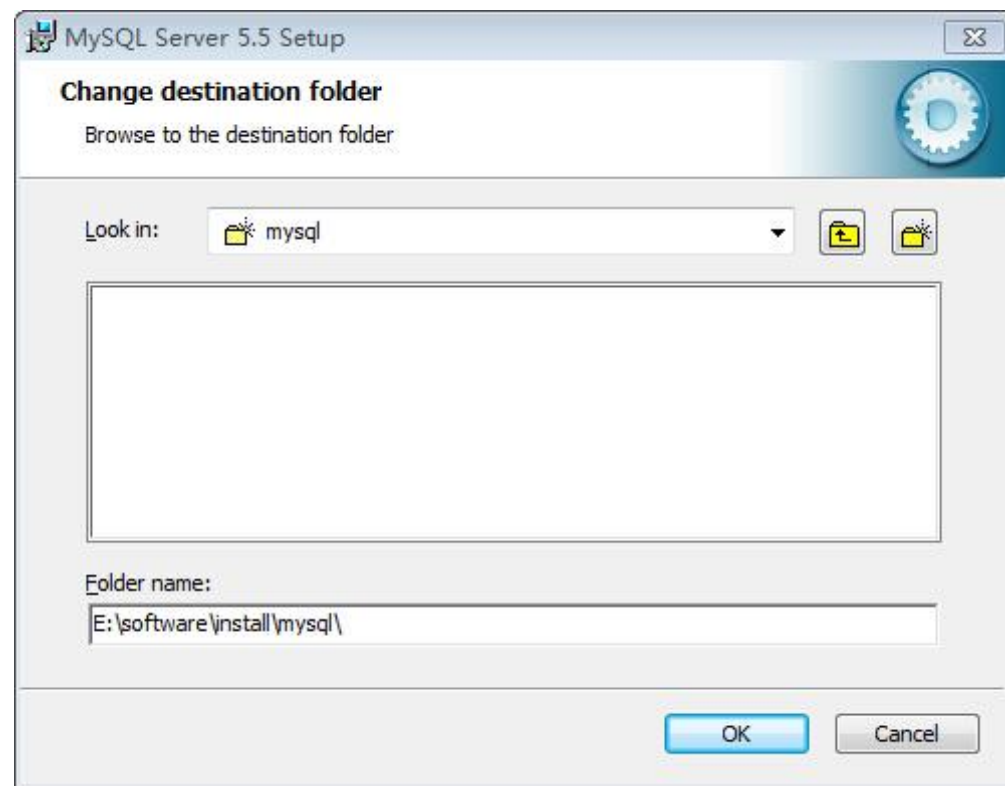 MySQL Server 5.5 Setup
Change destination folder
Browse to the destination folder
Look in:
mysql
Folder name:
E:\software\install\mysql\
OK
Cancel